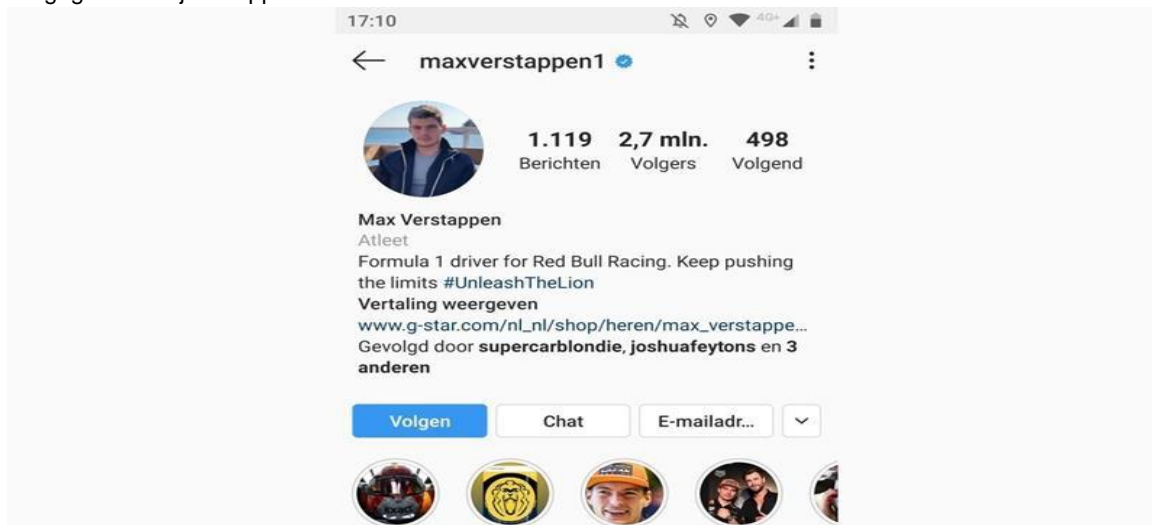 17:10
4G+
maxverstappen1
1.119 2,7 mln. 498
Berichten Volgers Volgend
Max Verstappen
Atleet
Formula 1 driver for Red Bull Racing. Keep pushing
the limits #UnleashTheLion
Vertaling weergeven
www.g-star.com/nl_nl/shop/heren/max_verstappe...
Gevolgd door supercarblondie, joshuafeytons en 3
anderen
Volgen Chat E-mailadr...